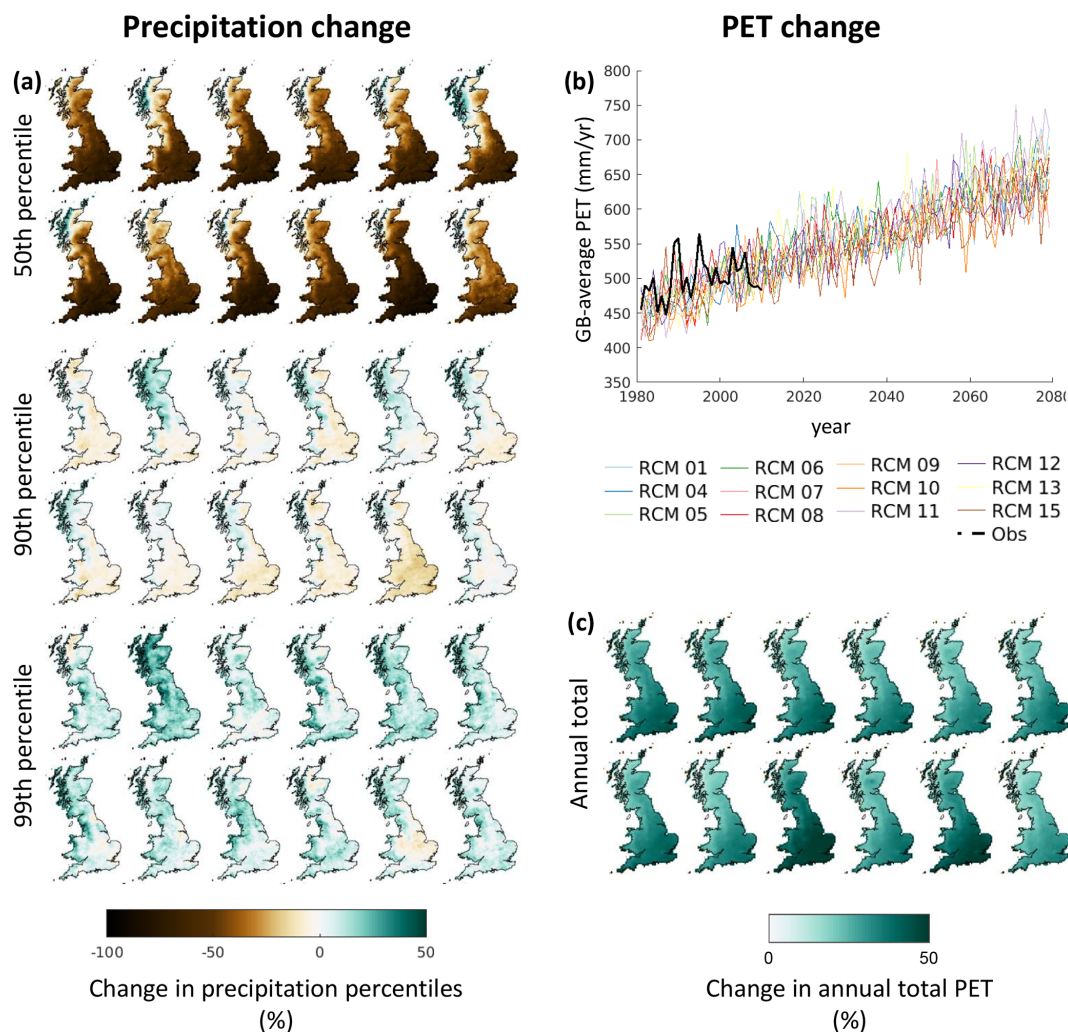 Precipitation change
(a)
50th percentile
90th percentile
99th percentile
-100 -50 0 50
Change in precipitation percentiles
(%)
PET change
(b)
GB-average PET (mm/yr)
800
750
700
650
600
550
500
450
400
350
1980 2000 2020 2040 2060 2080
year
RCM 01 RCM 06 RCM 09 RCM 12
RCM 04 RCM 07 RCM 10 RCM 13
RCM 05 RCM 08 RCM 11 RCM 15
Obs
(c)
Annual total
0 50
Change in annual total PET
(%)